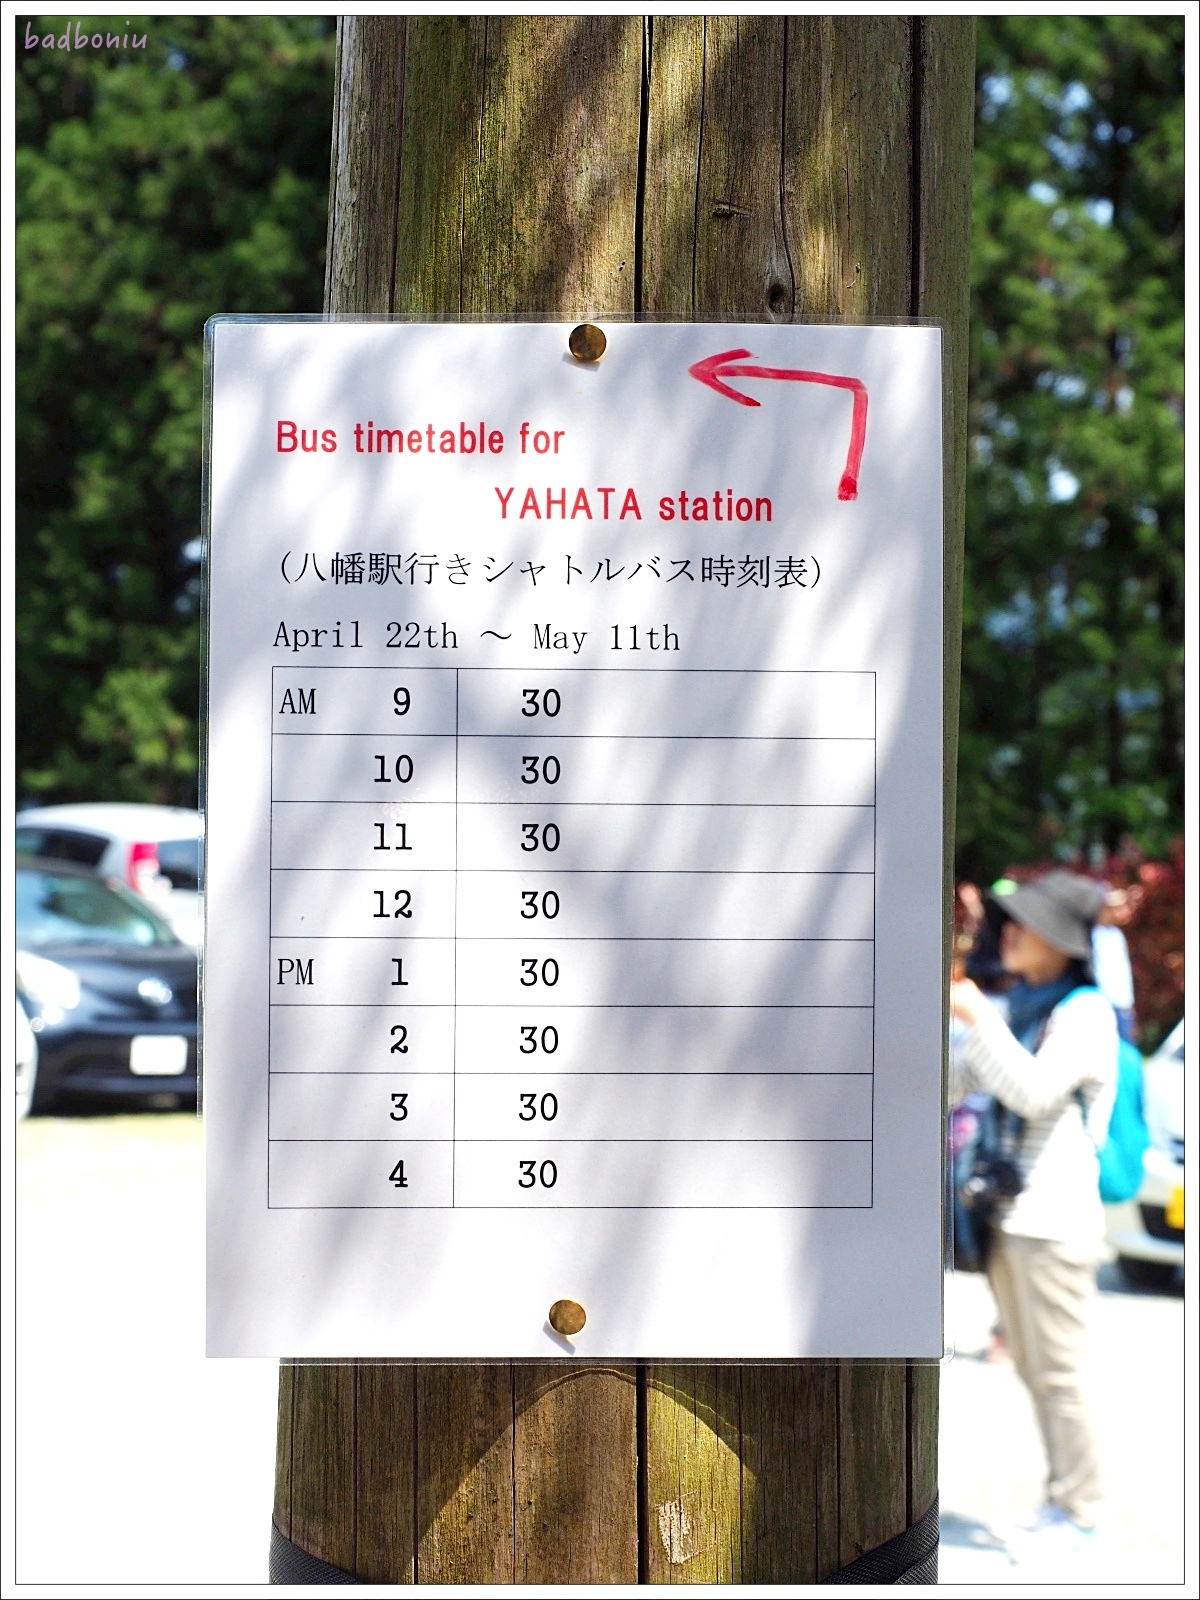 badboniu
Bus timetable for
YAHATA station
(八幡駅行きシャトルバス時刻表)
April 22th ～ May 11th
AM 9 30
10 30
11 30
12 30
PM 1 30
2 30
3 30
4 30